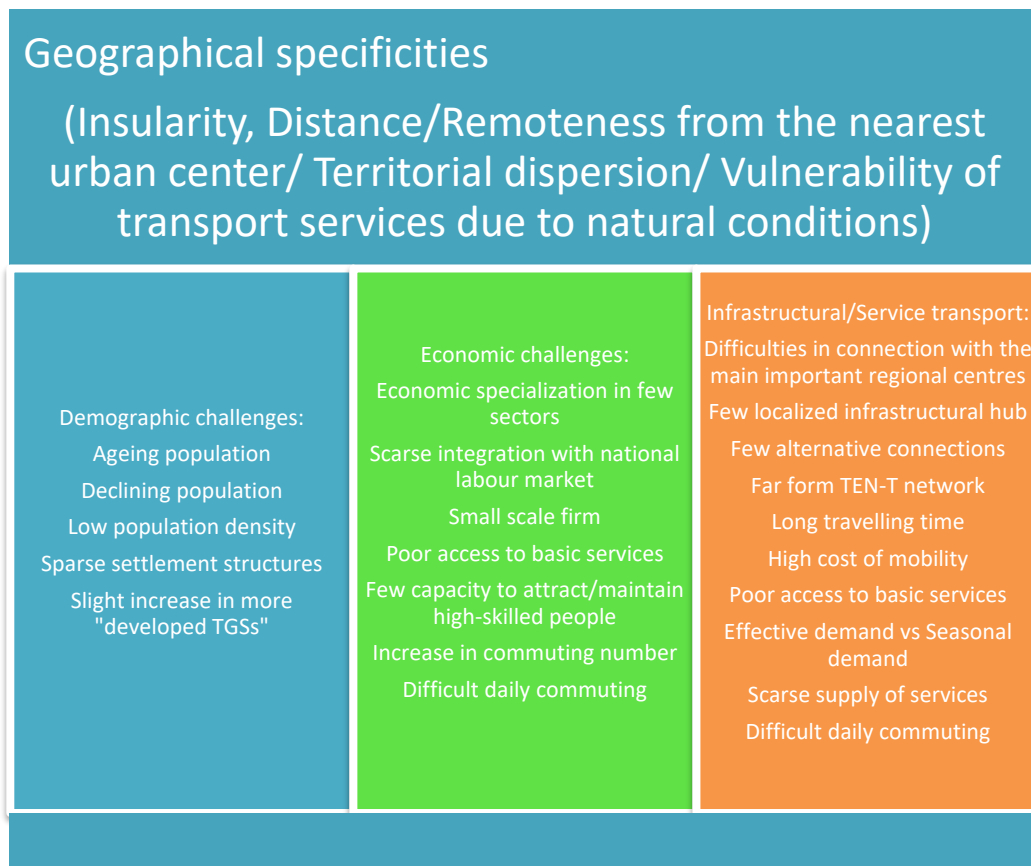 Geographical specificities
(Insularity, Distance/Remoteness from the nearest
urban center/ Territorial dispersion/ Vulnerability of
transport services due to natural conditions)
Demographic challenges:
Ageing population
Declining population
Low population density
Sparse settlement structures
Slight increase in more
"developed TGSs"
Economic challenges:
Economic specialization in few
sectors
Scarse integration with national
labour market
Small scale firm
Poor access to basic services
Few capacity to attract/maintain
high-skilled people
Increase in commuting number
Difficult daily commuting
Infrastructural/Service transport:
Difficulties in connection with the
main important regional centres
Few localized infrastructural hub
Few alternative connections
Far form TEN-T network
Long travelling time
High cost of mobility
Poor access to basic services
Effective demand vs Seasonal
demand
Scarse supply of services
Difficult daily commuting